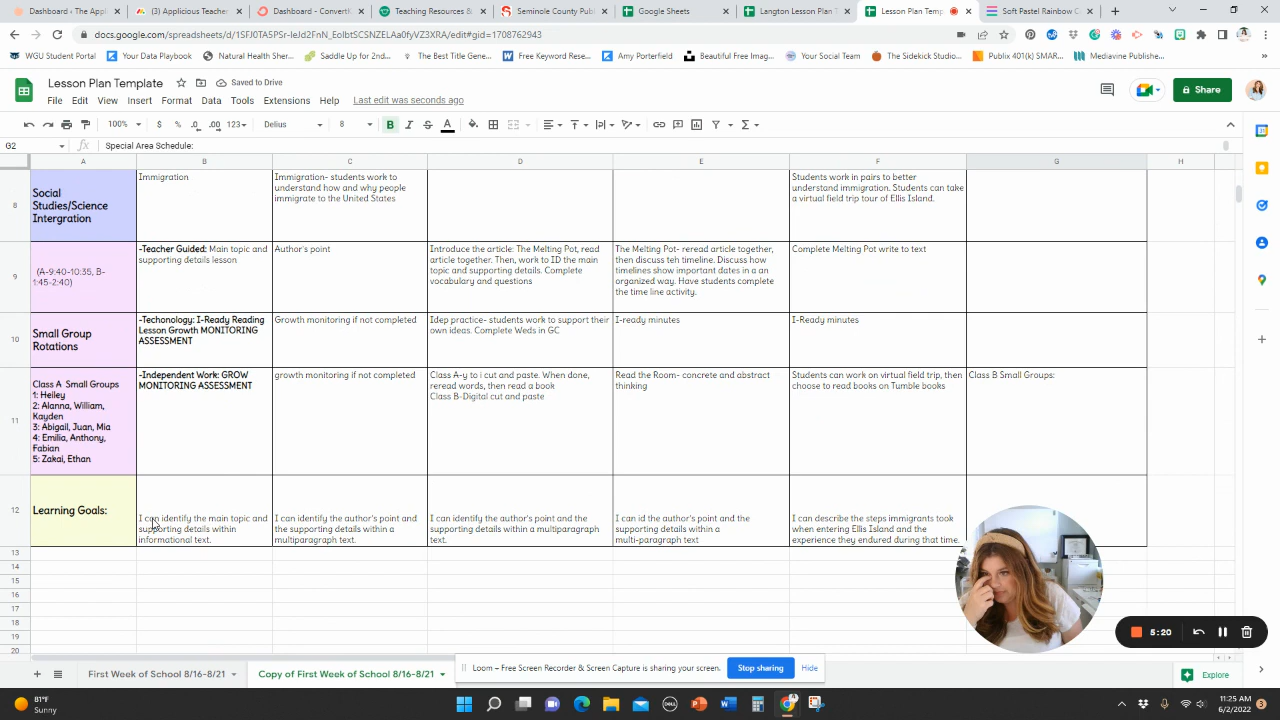 Dashboard - The Appl
(3) Applicative Teacher
Dashboard - ConvertK
Teaching Resources &
Seminole County Publ
Google Sheets
Langton Lesson Plan T
Lesson Plan Temp
Soft Pastel Rainbow C
docs.google.com/spreadsheets/d/1SFJ0TA5PSr-IeJd2FnN_EoIbtSCSNZELAa0fyVZ3XRA/edit#gid=1708762943
WGU Student Portal
Your Data Playbook
Natural Health Sher...
Saddle Up for 2nd...
The Best Title Gene...
Free Keyword Rese...
Amy Porterfield
Beautiful Free Imag...
Your Social Team
The Sidekick Studio...
Publix 401(k) SMAR...
Mediavine Publishe...
Lesson Plan Template
Saved to Drive
File Edit View Insert Format Data Tools Extensions Help Last edit was seconds ago
Share
100% $ % .0 .00 123 Delius 8 B I S A
G2 fx Special Area Schedule:
A B C D E F G H
8
Social
Studies/Science
Intergration
Immigration
Immigration- students work to
understand how and why people
immigrate to the United States
Students work in pairs to better
understand immigration. Students can take
a virtual field trip tour of Ellis Island.
9
(A-9:40-10:35, B-
1:45-2:40)
-Teacher Guided: Main topic and
supporting details lesson
Author's point
Introduce the article: The Melting Pot, read
article together. Then, work to ID the main
topic and supporting details. Complete
vocabulary and questions
The Melting Pot- reread article together,
then discuss teh timeline. Discuss how
timelines show important dates in a an
organized way. Have students complete
the time line activity.
Complete Melting Pot write to text
10
Small Group
Rotations
-Techonology: I-Ready Reading
Lesson Growth MONITORING
ASSESSMENT
Growth monitoring if not completed
Idep practice- students work to support their
own ideas. Complete Weds in GC
I-ready minutes
I-Ready minutes
11
Class A Small Groups
1: Heiley
2: Alanna, William,
Kayden
3: Abigail, Juan, Mia
4: Emilia, Anthony,
Fabian
5: Zakai, Ethan
-Independent Work: GROW
MONITORING ASSESSMENT
growth monitoring if not completed
Class A-y to i cut and paste. When done,
reread words, then read a book
Class B-Digital cut and paste
Read the Room- concrete and abstract
thinking
Students can work on virtual field trip, then
choose to read books on Tumble books
Class B Small Groups:
12
Learning Goals:
I can identify the main topic and
supporting details within
informational text.
I can identify the author's point and
the supporting details within a
multiparagraph text.
I can identify the author's point and the
supporting details within a multiparagraph
text.
I can id the author's point and the
supporting details within a
multi-paragraph text
I can describe the steps immigrants took
when entering Ellis Island and the
experience they endured during that time.
13
14
15
16
17
18
19
20
5:20
First Week of School 8/16-8/21
Copy of First Week of School 8/16-8/21
Loom – Free Screen Recorder & Screen Capture is sharing your screen.
Stop sharing
Hide
Explore
81°F
Sunny
11:25 AM
6/2/2022